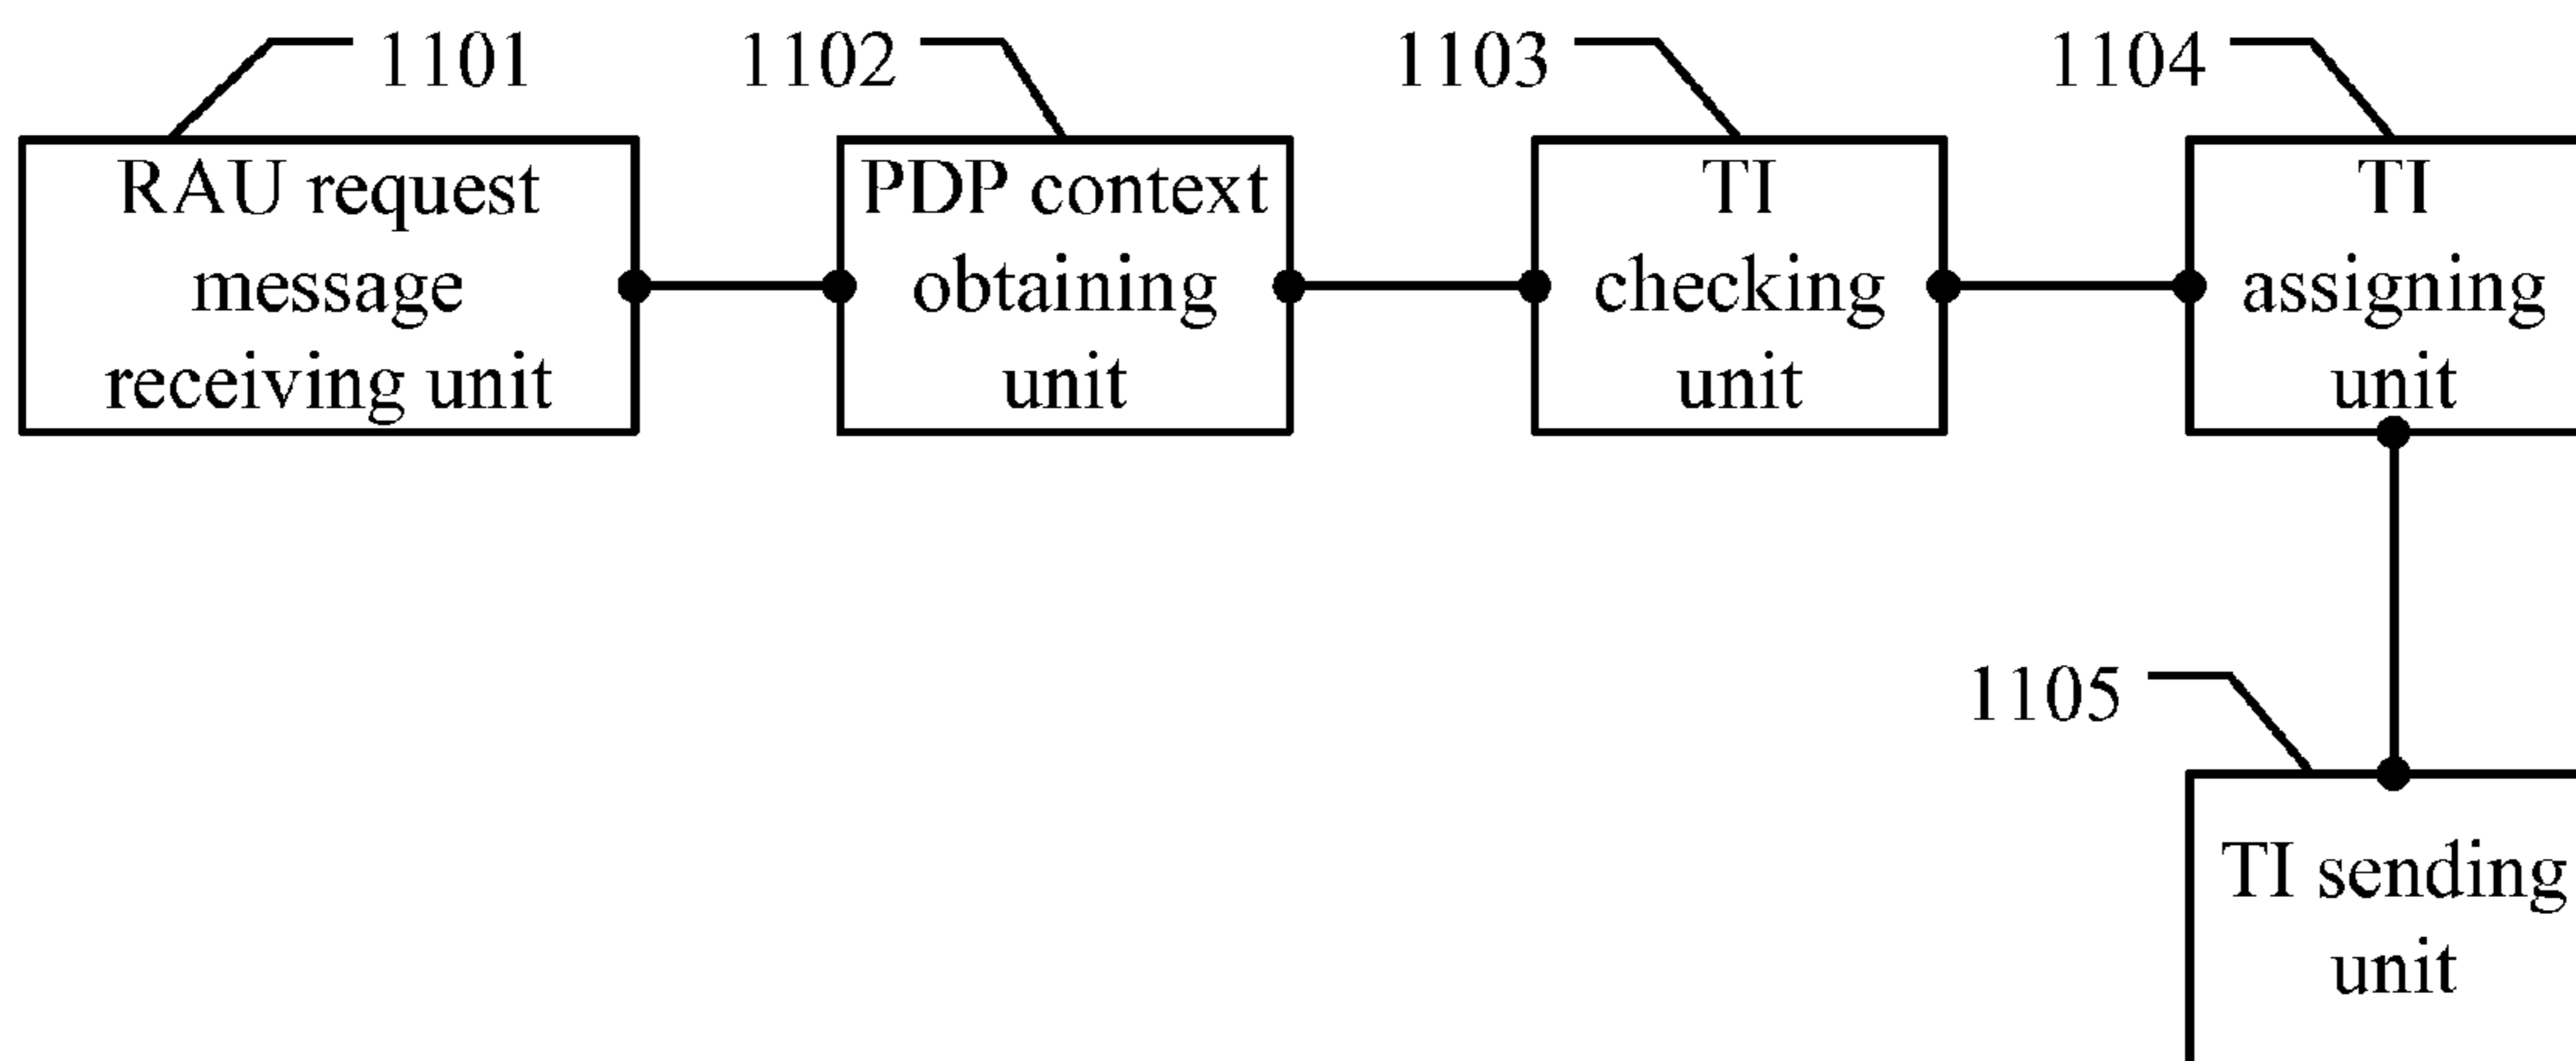 1101
1102
1103
1104
RAU request
message
receiving unit
PDP context
obtaining
unit
TI
checking
unit
TI
assigning
unit
1105
TI sending
unit